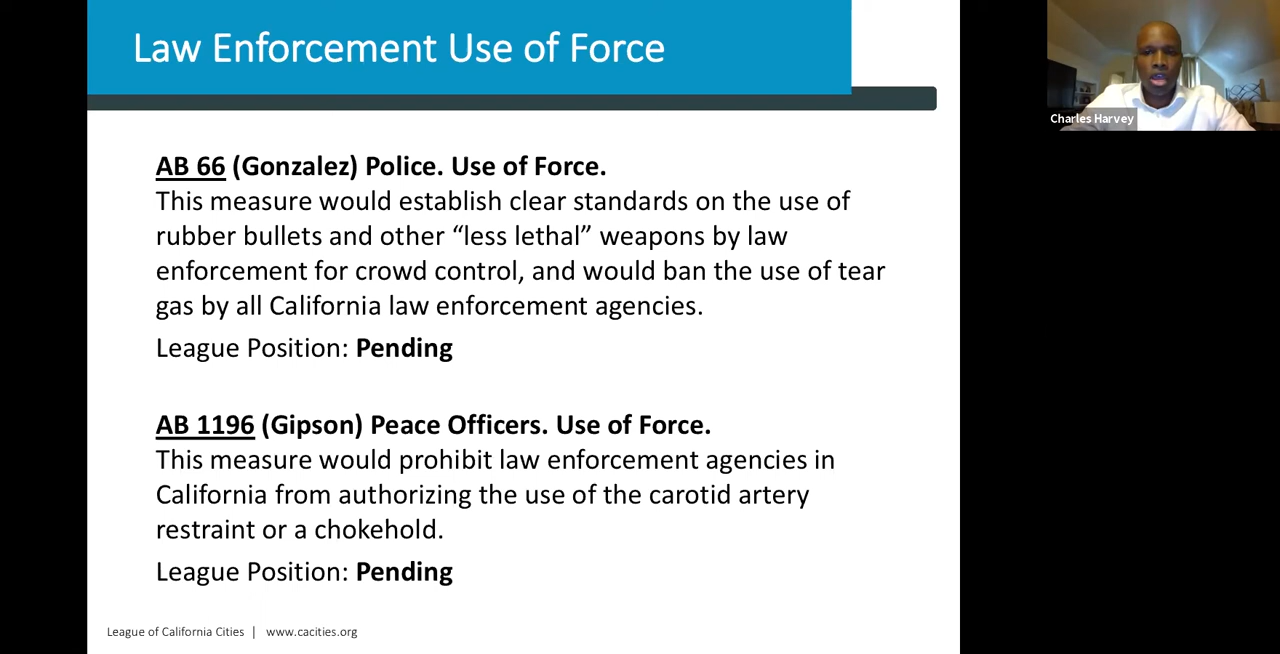 Law Enforcement Use of Force
AB 66 (Gonzalez) Police. Use of Force.
This measure would establish clear standards on the use of
rubber bullets and other “less lethal” weapons by law
enforcement for crowd control, and would ban the use of tear
gas by all California law enforcement agencies.
League Position: Pending
AB 1196 (Gipson) Peace Officers. Use of Force.
This measure would prohibit law enforcement agencies in
California from authorizing the use of the carotid artery
restraint or a chokehold.
League Position: Pending
League of California Cities | www.cacities.org
Charles Harvey